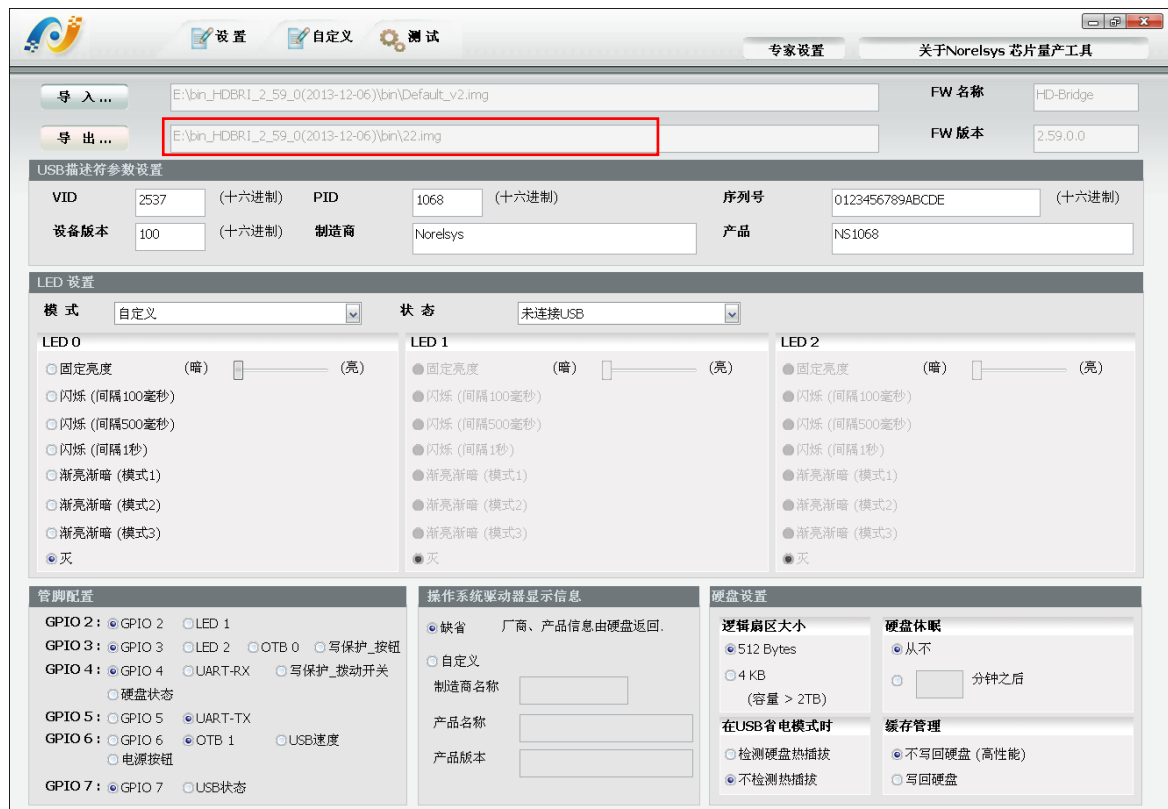 设 置 自定义 测 试
专家设置 关于Norelsys 芯片量产工具
导 入 ... E:\bin_HDBRI_2_59_0(2013-12-06)\bin\Default_v2.img FW 名称 HD-Bridge
导 出 ... E:\bin_HDBRI_2_59_0(2013-12-06)\bin\22.img FW 版本 2.59.0.0
USB描述符参数设置
VID 2537 (十六进制) PID 1068 (十六进制) 序列号 0123456789ABCDE (十六进制)
设备版本 100 (十六进制) 制造商 Norelsys 产品 NS1068
LED 设置
模 式 自定义 状 态 未连接USB
LED 0 LED 1 LED 2
固定亮度 (暗) (亮) 固定亮度 (暗) (亮) 固定亮度 (暗) (亮)
闪烁 (间隔100毫秒) 闪烁 (间隔100毫秒) 闪烁 (间隔100毫秒)
闪烁 (间隔500毫秒) 闪烁 (间隔500毫秒) 闪烁 (间隔500毫秒)
闪烁 (间隔1秒) 闪烁 (间隔1秒) 闪烁 (间隔1秒)
渐亮渐暗 (模式1) 渐亮渐暗 (模式1) 渐亮渐暗 (模式1)
渐亮渐暗 (模式2) 渐亮渐暗 (模式2) 渐亮渐暗 (模式2)
渐亮渐暗 (模式3) 渐亮渐暗 (模式3) 渐亮渐暗 (模式3)
灭 灭 灭
管脚配置
GPIO 2 : GPIO 2 LED 1
GPIO 3 : GPIO 3 LED 2 OTB 0 写保护_按钮
GPIO 4 : GPIO 4 UART-RX 写保护_拨动开关
硬盘状态
GPIO 5 : GPIO 5 UART-TX
GPIO 6 : GPIO 6 OTB 1 USB速度
电源按钮
GPIO 7 : GPIO 7 USB状态
操作系统驱动器显示信息
缺省 厂商、产品信息由硬盘返回.
自定义
制造商名称
产品名称
产品版本
硬盘设置
逻辑扇区大小
512 Bytes
4 KB
(容量 > 2TB)
硬盘休眠
从不
分钟之后
在USB省电模式时
检测硬盘热插拔
不检测热插拔
缓存管理
不写回硬盘 (高性能)
写回硬盘